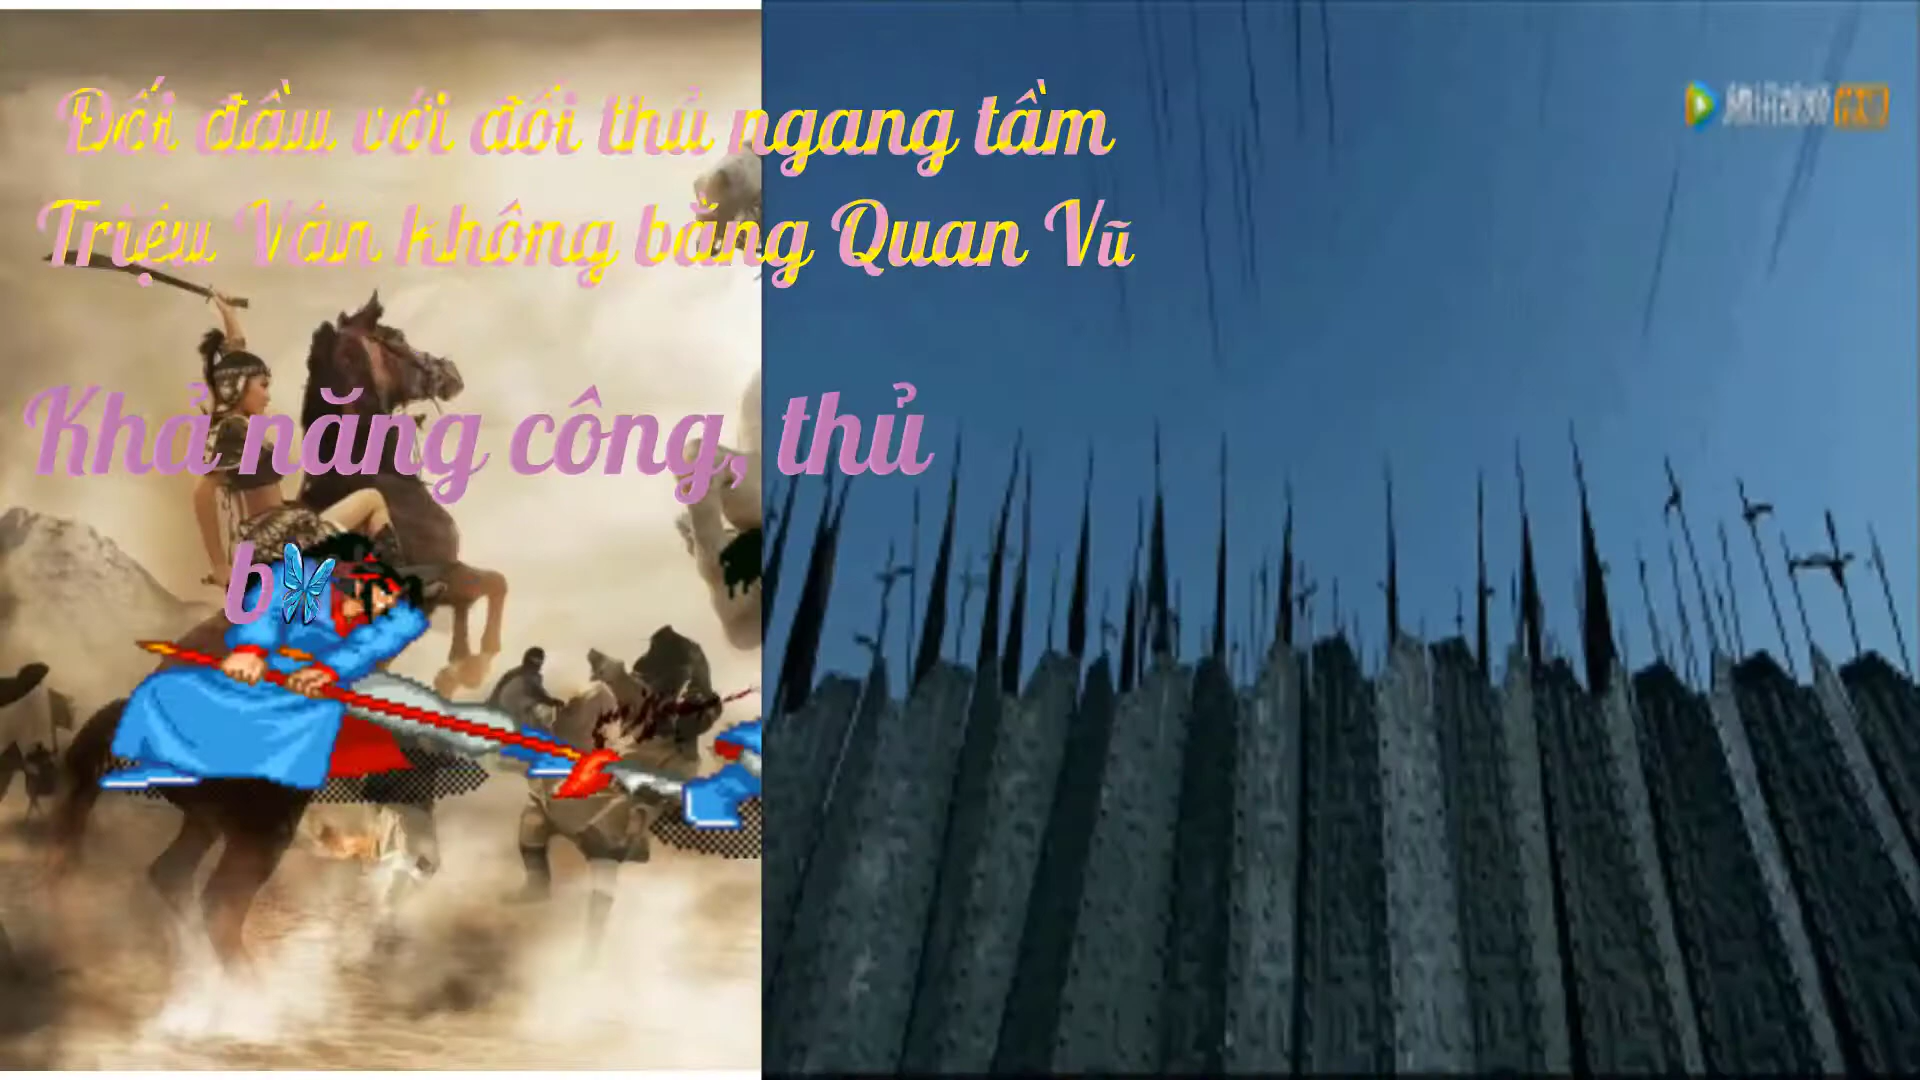 Đối đầu với đối thủ ngang tầm
Triệu Vân không bằng Quan Vũ
Khả năng công, thủ
b